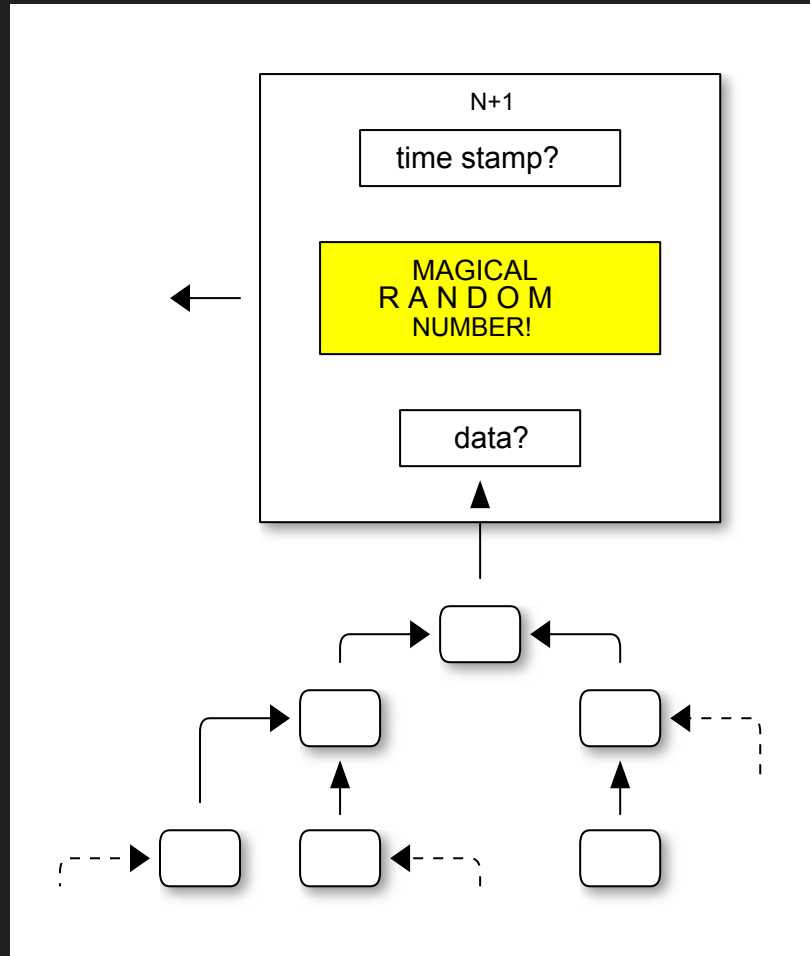 N+1
time stamp?
MAGICAL
R A N D O M
NUMBER!
data?